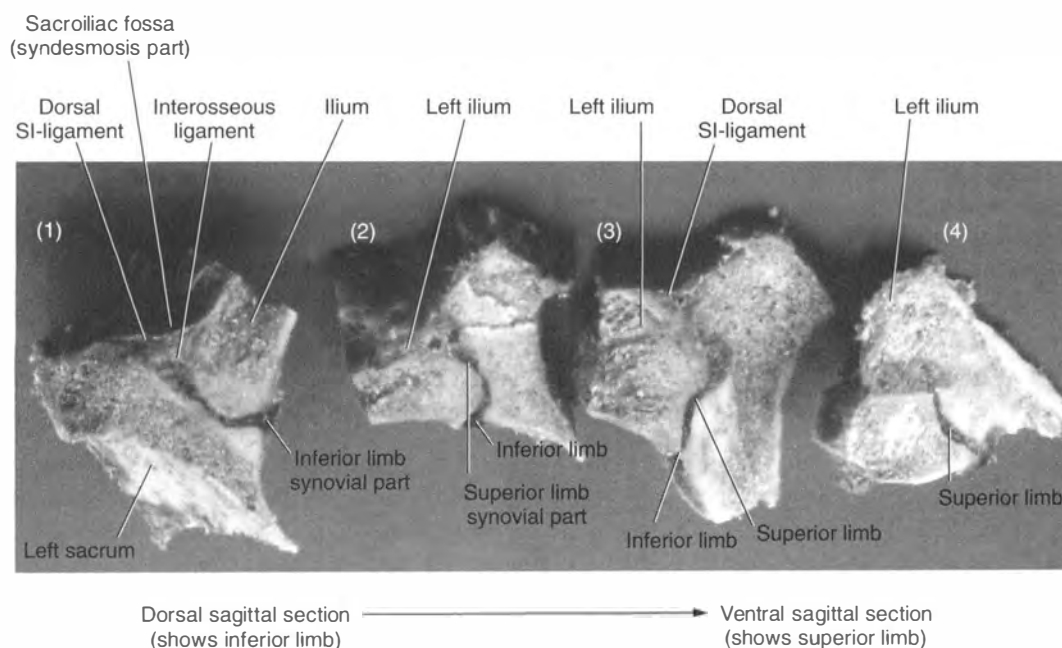 Sacroiliac fossa
(syndesmosis part)
Dorsal
SI-ligament
Interosseous
ligament
Ilium
Left ilium
Left ilium
Dorsal
SI-ligament
Left ilium
(1)
(2)
(3)
(4)
Inferior limb
synovial part
Left sacrum
Inferior limb
Superior limb
synovial part
Inferior limb
Superior limb
Superior limb
Dorsal sagittal section
(shows inferior limb)
Ventral sagittal section
(shows superior limb)